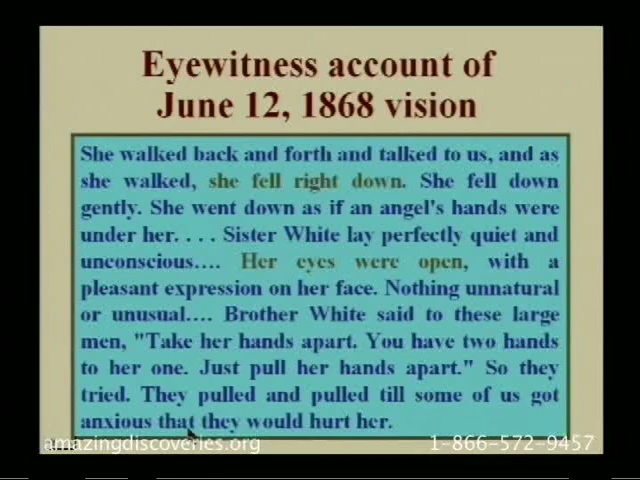 Eyewitness account of
June 12, 1868 vision
She walked back and forth and talked to us, and as
she walked, she fell right down. She fell down
gently. She went down as if an angel's hands were
under her. . . . Sister White lay perfectly quiet and
unconscious.... Her eyes were open, with a
pleasant expression on her face. Nothing unnatural
or unusual.... Brother White said to these large
men, "Take her hands apart. You have two hands
to her one. Just pull her hands apart." So they
tried. They pulled and pulled till some of us got
anxious that they would hurt her.
amazingdiscoveries.org 1-866-572-9457